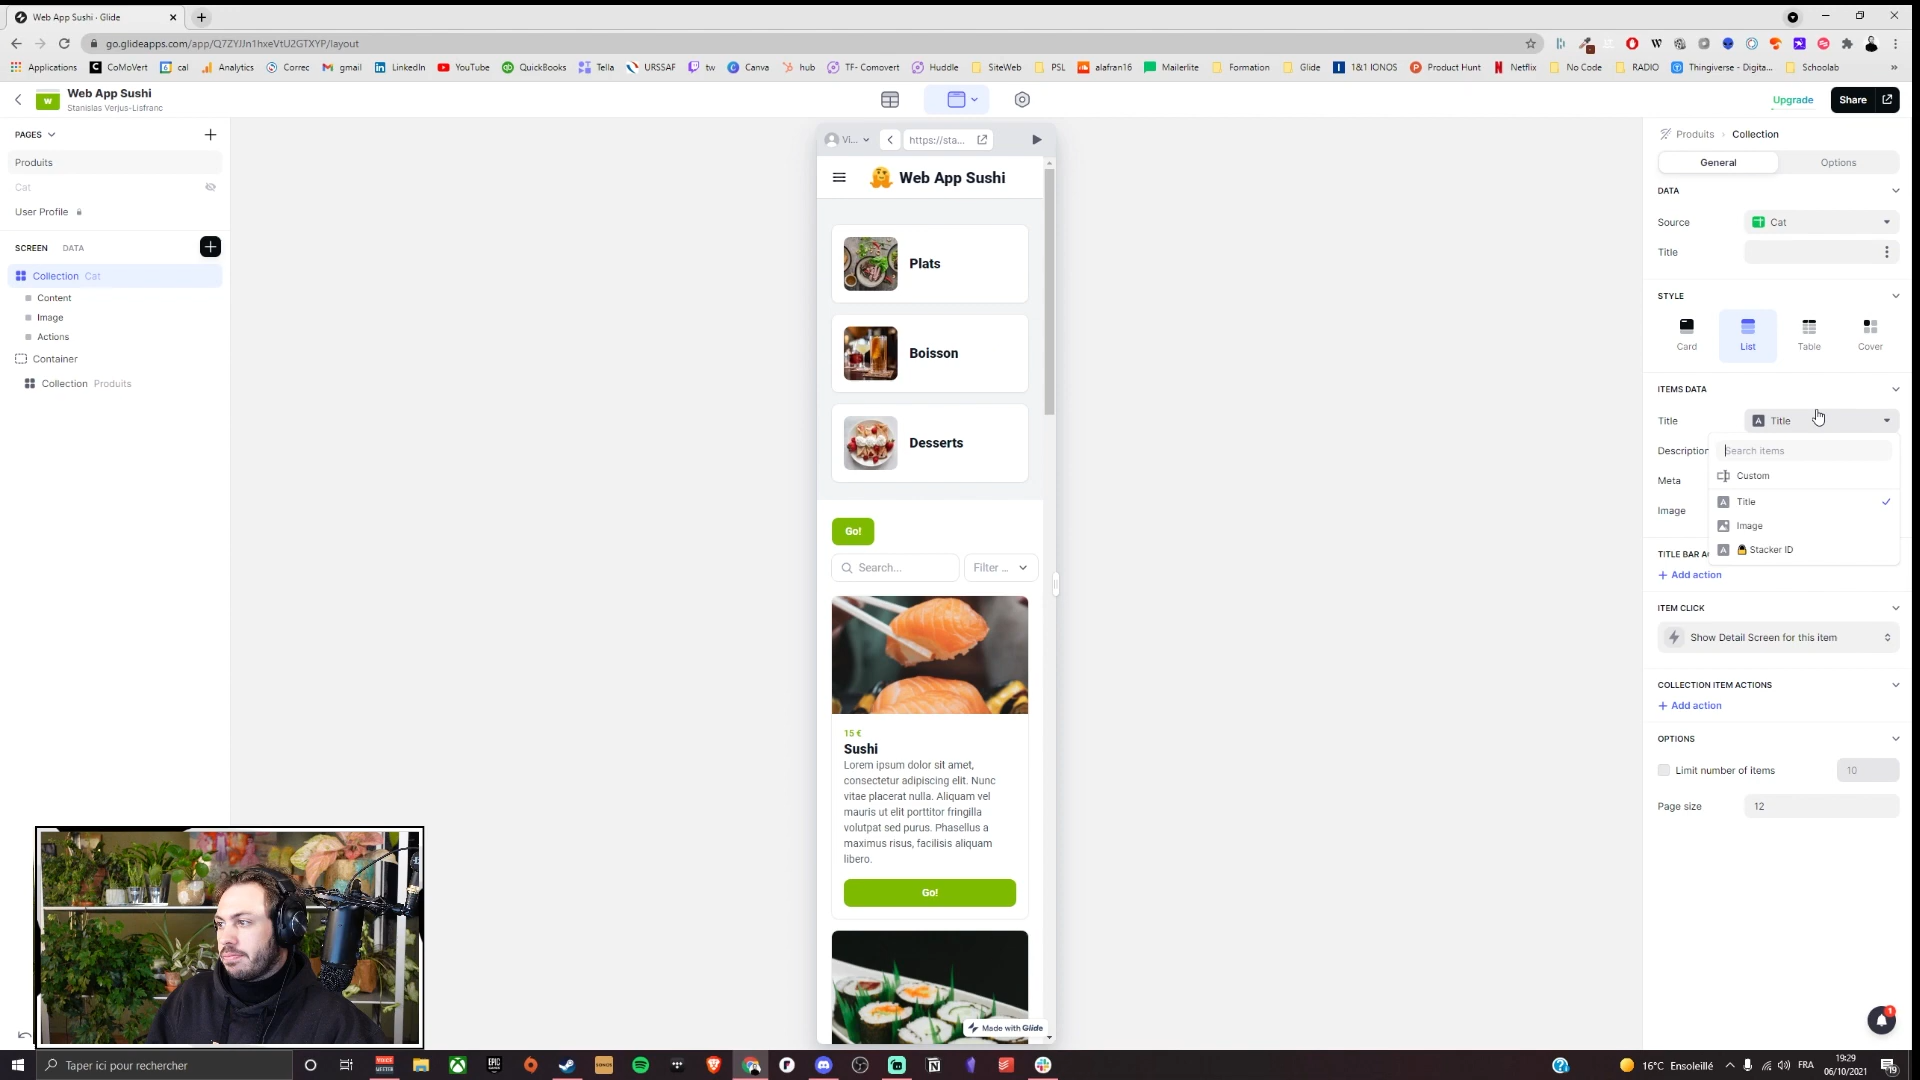 Web App Sushi · Glide
go.glideapps.com/app/Q7ZYJJn1hxeVtU2GTXYP/layout
Applications CoMoVert cal Analytics Correc gmail LinkedIn YouTube QuickBooks Tella URSSAF tw Canva hub TF- Comovert Huddle SiteWeb PSL alafran16 Mailerlite Formation Glide 1&1 IONOS Product Hunt Netflix No Code RADIO Thingiverse - Digita... Schoolab »
W Web App Sushi
Stanislas Verjus-Lisfranc
Upgrade Share
PAGES
Produits
Cat
User Profile
SCREEN DATA
Collection Cat
Content
Image
Actions
Container
Collection Produits
Vi... https://sta...
Web App Sushi
Plats
Boisson
Desserts
Go!
Search... Filter ...
15 €
Sushi
Lorem ipsum dolor sit amet,
consectetur adipiscing elit. Nunc
vitae placerat nulla. Aliquam vel
mauris ut elit porttitor fringilla
volutpat sed purus. Phasellus a
maximus risus, facilisis aliquam
libero.
Go!
Made with Glide
Produits › Collection
General Options
DATA
Source Cat
Title
STYLE
Card List Table Cover
ITEMS DATA
Title Title
Description Search items
Meta Custom
Title
Image Image
Stacker ID
TITLE BAR A
+ Add action
ITEM CLICK
Show Detail Screen for this item
COLLECTION ITEM ACTIONS
+ Add action
OPTIONS
Limit number of items 10
Page size 12
1
Taper ici pour rechercher
16°C Ensoleillé FRA 19:29
06/10/2021
19